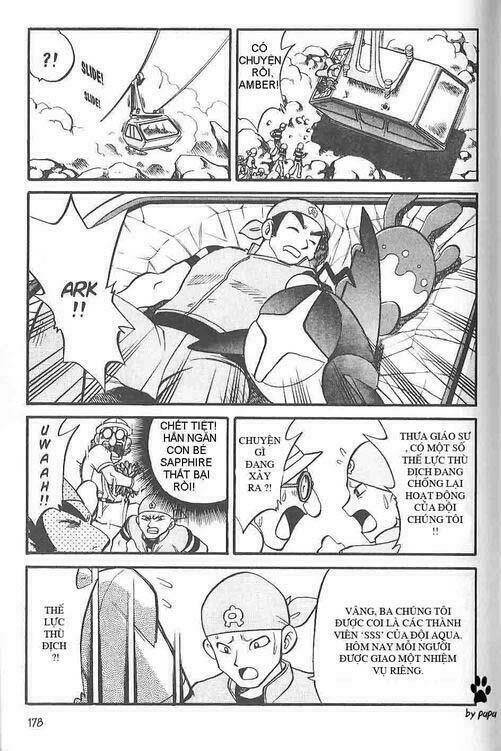 CÓ
CHUYỆN
RỒI,
AMBER!
SLIDE!
SLIDE!
?!
ARK
!!
CHẾT TIỆT!
HẮN NGĂN
CON BÉ
SAPPHIRE
THẤT BẠI
RỒI!
UWAAH!!
THƯA GIÁO SƯ
, CÓ MỘT SỐ
THẾ LỰC THÙ
ĐỊCH ĐANG
CHỐNG LẠI
HOẠT ĐỘNG
CỦA ĐỘI
CHÚNG TÔI
!!
CHUYỆN
GÌ
ĐANG
XẢY
RA ?!
VÂNG, BA CHÚNG TÔI
ĐƯỢC COI LÀ CÁC THÀNH
VIÊN ‘SSS’ CỦA ĐỘI AQUA.
HÔM NAY MỖI NGƯỜI
ĐƯỢC GIAO MỘT NHIỆM
VỤ RIÊNG.
THẾ
LỰC
THÙ
ĐỊCH
?!
178
by pupu